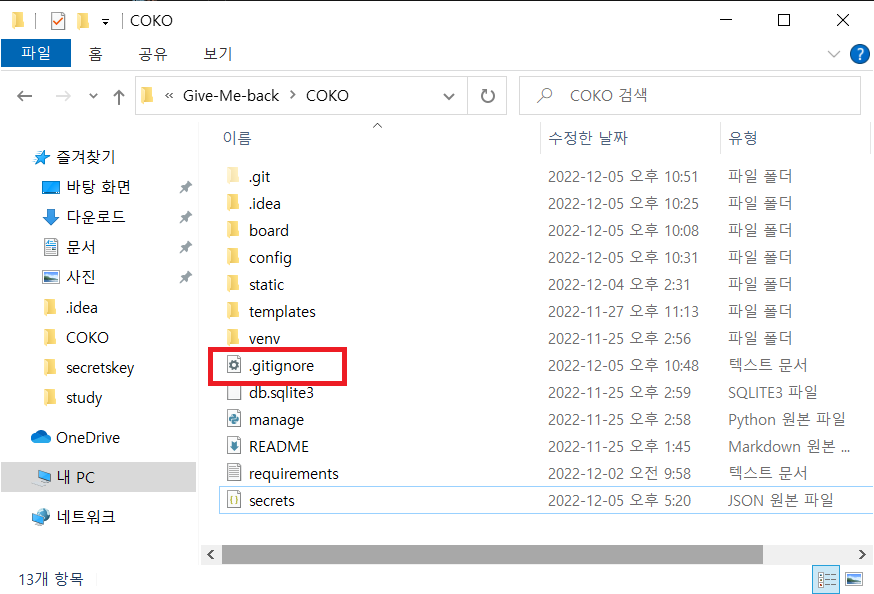 COKO
파일 홈 공유 보기
« Give-Me-back > COKO COKO 검색
이름 수정한 날짜 유형
즐겨찾기
바탕 화면
다운로드
문서
사진
.idea
COKO
secretskey
study
OneDrive
내 PC
네트워크
.git 2022-12-05 오후 10:51 파일 폴더
.idea 2022-12-05 오후 10:25 파일 폴더
board 2022-12-05 오후 10:08 파일 폴더
config 2022-12-05 오후 10:31 파일 폴더
static 2022-12-04 오후 2:31 파일 폴더
templates 2022-11-27 오후 11:13 파일 폴더
venv 2022-11-25 오후 2:56 파일 폴더
.gitignore 2022-12-05 오후 10:48 텍스트 문서
db.sqlite3 2022-11-25 오후 2:59 SQLITE3 파일
manage 2022-11-25 오후 2:58 Python 원본 파일
README 2022-11-25 오후 1:45 Markdown 원본 ...
requirements 2022-12-02 오전 9:58 텍스트 문서
secrets 2022-12-05 오후 5:20 JSON 원본 파일
13개 항목